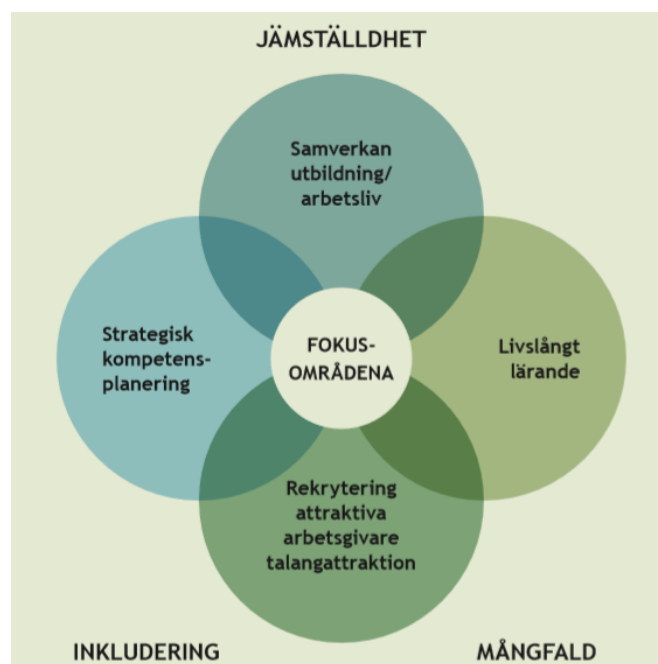 JÄMSTÄLLDHET
Samverkan
utbildning/
arbetsliv
Strategisk
kompetens-
planering
FOKUS-
OMRÅDENA
Livslångt
lärande
Rekrytering
attraktiva
arbetsgivare
talangattraktion
INKLUDERING
MÅNGFALD